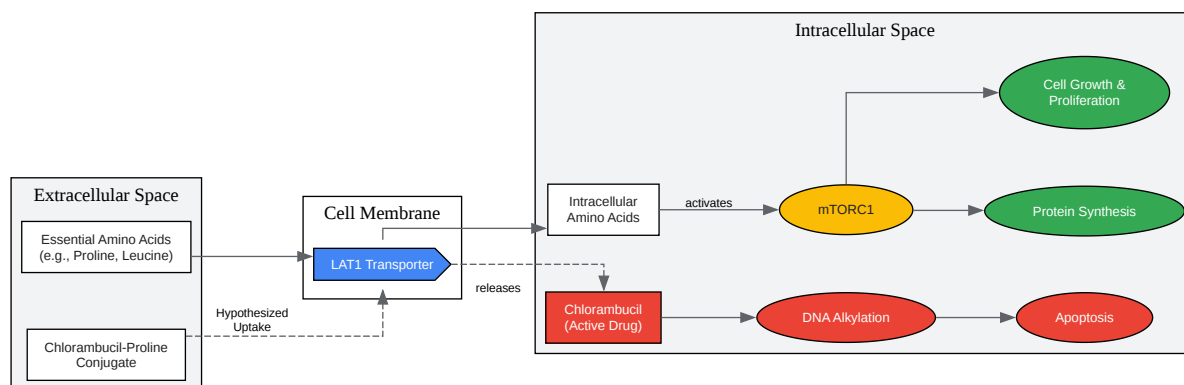 Intracellular Space
Cell Growth &
Proliferation
Extracellular Space
Essential Amino Acids
(e.g., Proline, Leucine)
Chlorambucil-Proline
Conjugate
Hypothesized
Uptake
Cell Membrane
LAT1 Transporter
releases
Intracellular
Amino Acids
activates
mTORC1
Protein Synthesis
Chlorambucil
(Active Drug)
DNA Alkylation
Apoptosis